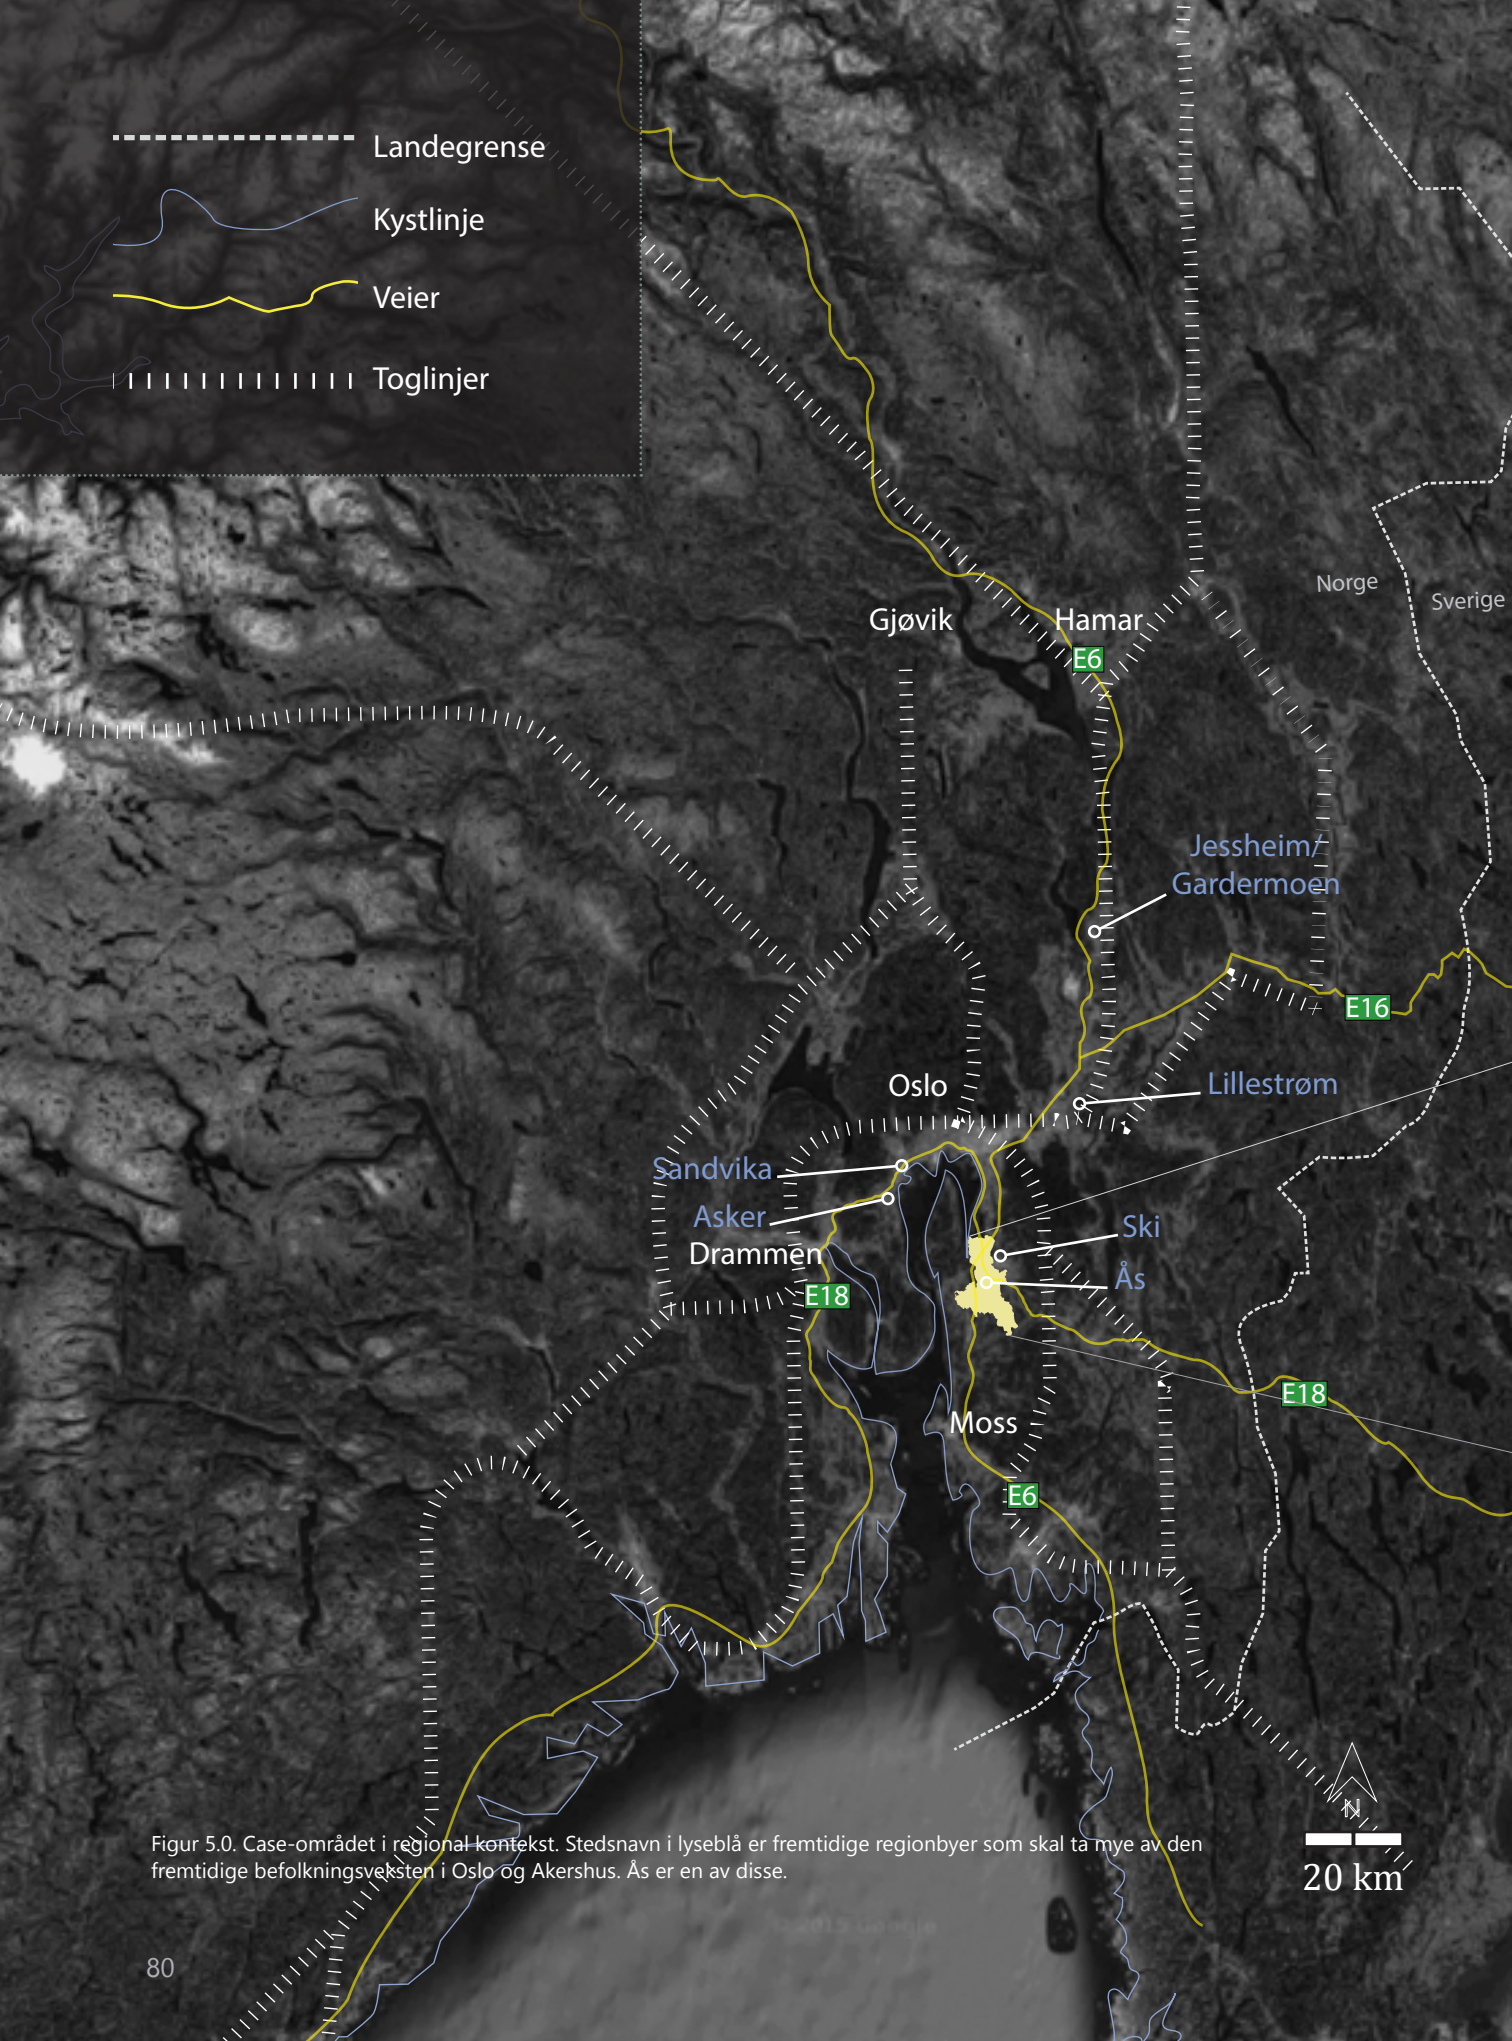 Landegrense
Kystlinje
Veier
Toglinjer
Norge
Sverige
Gjøvik
Hamar
E6
Jessheim/
Gardermoen
E16
Oslo
Lillestrøm
Sandvika
Asker
Drammen
Ski
Ås
E18
E18
Moss
E6
N
20 km
Figur 5.0. Case-området i regional kontekst. Stedsnavn i lyseblå er fremtidige regionbyer som skal ta mye av den
fremtidige befolkningsveksten i Oslo og Akershus. Ås er en av disse.
80